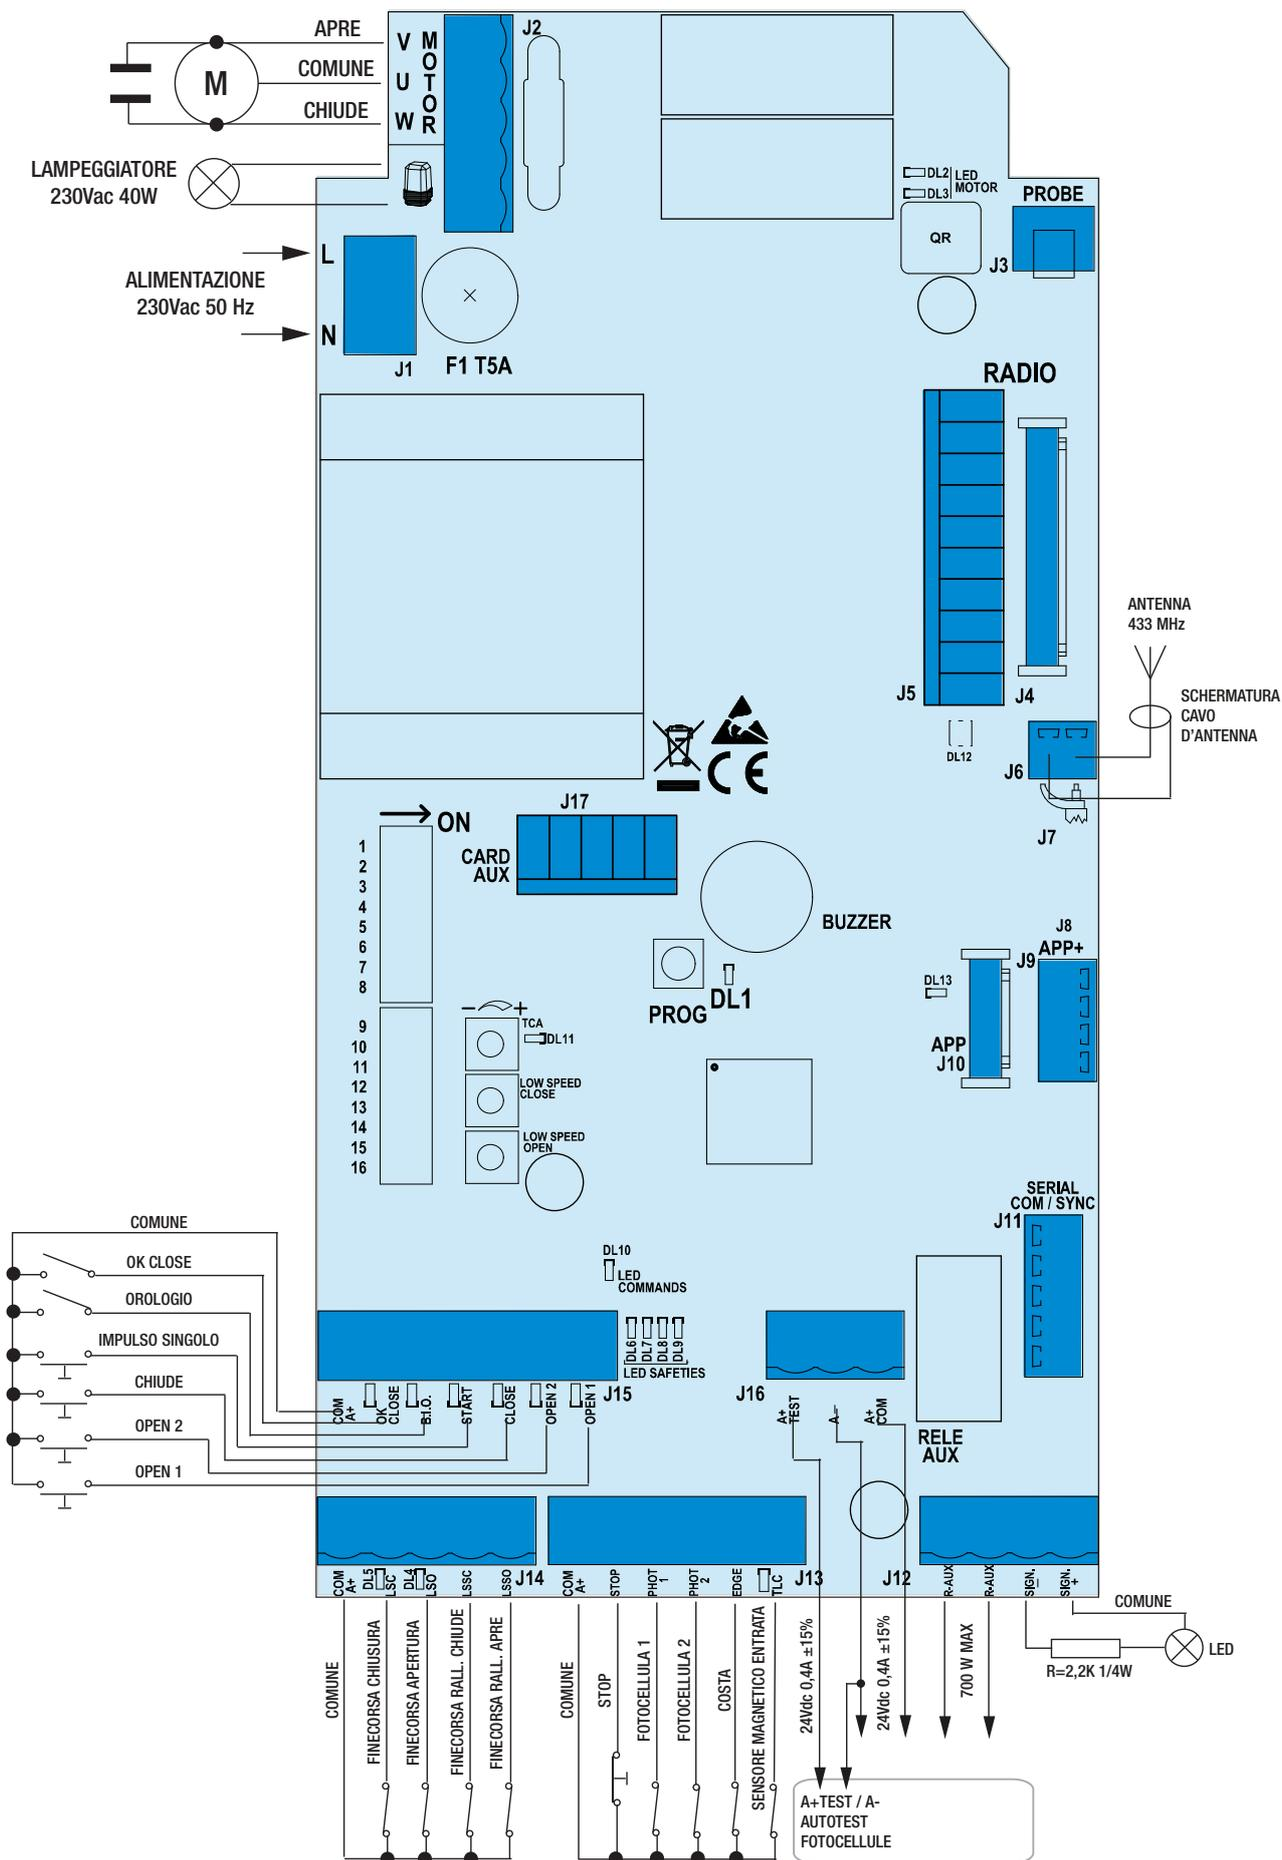 APRE
COMUNE
CHIUDE
M
V
U
W
MOTOR
J2
LAMPEGGIATORE
230Vac 40W
DL2
DL3
LED
MOTOR
PROBE
QR
J3
L
ALIMENTAZIONE
230Vac 50 Hz
N
J1
F1 T5A
RADIO
J5
J4
ANTENNA
433 MHz
SCHERMATURA
CAVO
D'ANTENNA
DL12
J6
J7
CE
ON
J17
CARD
AUX
BUZZER
1
2
3
4
5
6
7
8
9
10
11
12
13
14
15
16
PROG
DL1
J8
APP+
J9
DL13
APP
J10
- +
TCA
DL11
LOW SPEED
CLOSE
LOW SPEED
OPEN
SERIAL
COM / SYNC
J11
COMUNE
OK CLOSE
OROLOGIO
IMPULSO SINGOLO
CHIUDE
OPEN 2
OPEN 1
DL10
LED
COMMANDS
DL6
DL7
DL8
DL9
LED SAFETIES
J15
J16
COM
A+
OK
CLOSE
B.I.O.
START
CLOSE
OPEN 2
OPEN 1
A+
TEST
A-
A+
COM
RELE
AUX
COM
A+
DL5
LSC
DL4
LSO
LSSC
LSSO
J14
COM
A+
STOP
PHOT
1
PHOT
2
EDGE
TLC
J13
J12
R-AUX
R-AUX
SIGN.
-
SIGN.
+
COMUNE
LED
R=2,2K 1/4W
COMUNE
FINECORSA CHIUSURA
FINECORSA APERTURA
FINECORSA RALL. CHIUDE
FINECORSA RALL. APRE
COMUNE
STOP
FOTOCELLULA 1
FOTOCELLULA 2
COSTA
SENSORE MAGNETICO ENTRATA
24Vdc 0,4A ±15%
24Vdc 0,4A ±15%
700 W MAX
A+TEST / A-
AUTOTEST
FOTOCELLULE